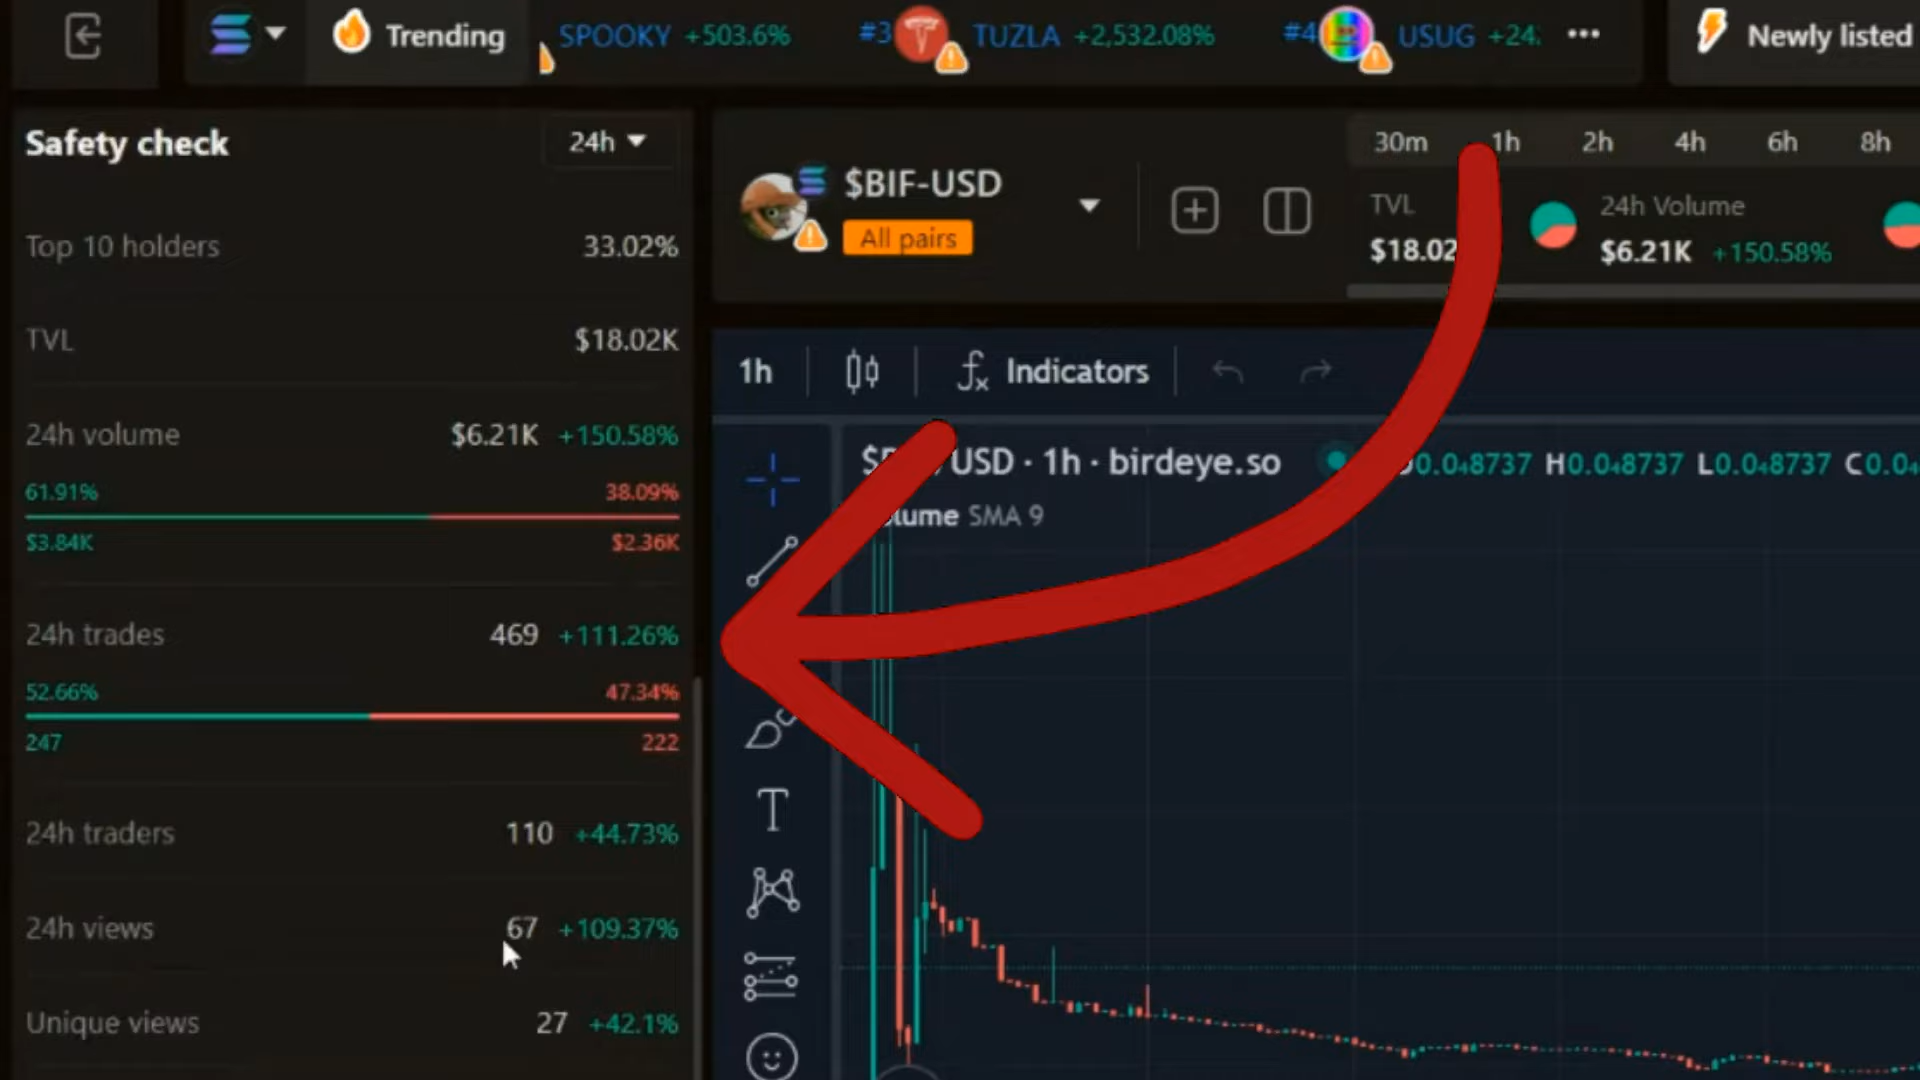 Trending
SPOOKY +503.6%
#3 TUZLA +2,532.08%
#4 USUG +24
Newly listed
Safety check
24h
Top 10 holders 33.02%
TVL $18.02K
24h volume $6.21K +150.58%
61.91% 38.09%
$3.84K $2.36K
24h trades 469 +111.26%
52.66% 47.34%
247 222
24h traders 110 +44.73%
24h views 67 +109.37%
Unique views 27 +42.1%
$BIF-USD
All pairs
30m 1h 2h 4h 6h 8h
TVL
$18.02
24h Volume
$6.21K +150.58%
1h
Indicators
USD · 1h · birdeye.so
0.0₄8737 H0.0₄8737 L0.0₄8737 C0.0₄
SMA 9